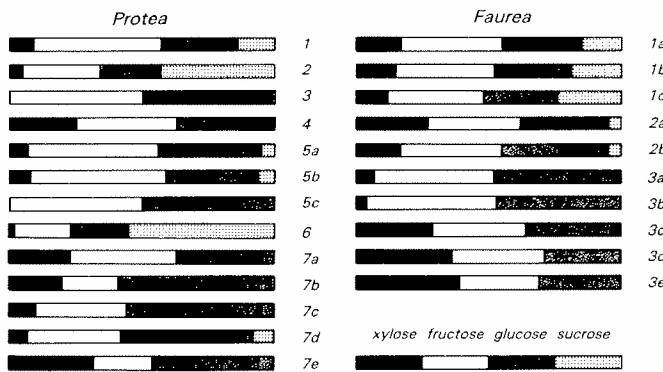 Protea
1
2
3
4
5a
5b
5c
6
7a
7b
7c
7d
7e
Faurea
1a
1b
1c
2a
2b
3a
3b
3c
3d
3e
xylose fructose glucose sucrose